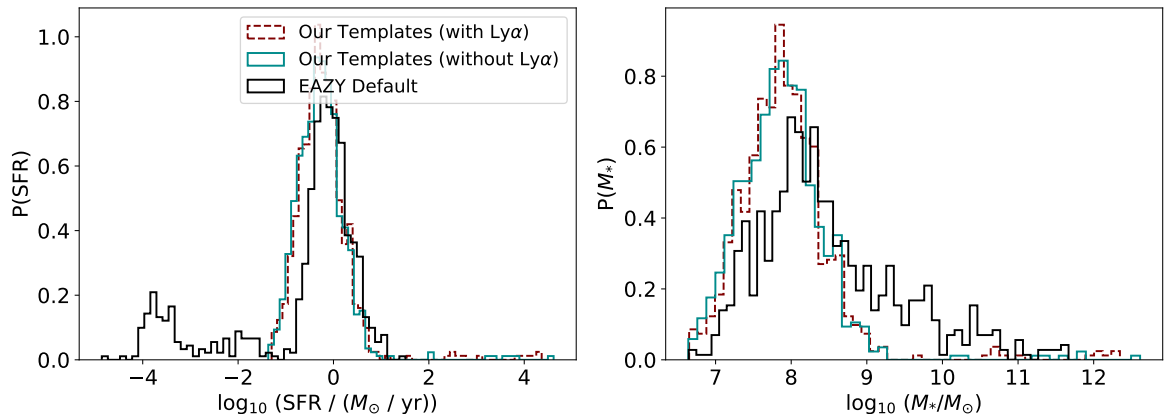 Our Templates (with Lyα)
Our Templates (without Lyα)
EAZY Default
P(SFR)
1.0
0.8
0.6
0.4
0.2
0.0
−4 −2 0 2 4
log₁₀ (SFR / (M⊙ / yr))
P(M*)
0.8
0.6
0.4
0.2
0.0
7 8 9 10 11 12
log₁₀ (M*/M⊙)